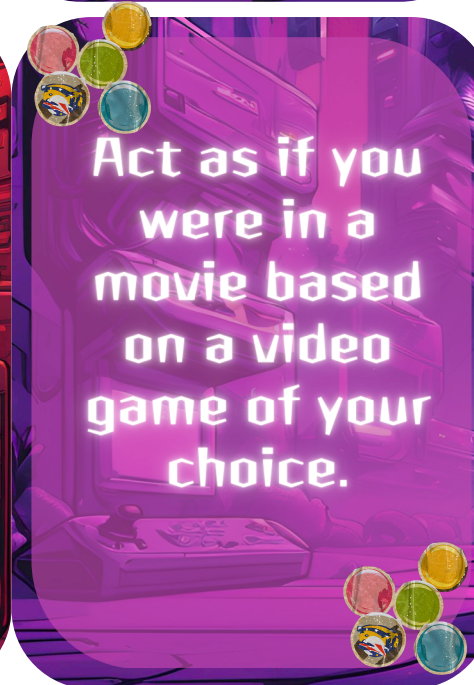 Act as if you
were in a
movie based
on a video
game of your
choice.